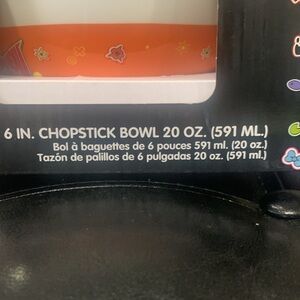 6 IN. CHOPSTICK BOWL 20 OZ. (591 ML.)
Bol à baguettes de 6 pouces 591 ml. (20 oz.)
Tazón de palillos de 6 pulgadas 20 oz. (591 ml.)